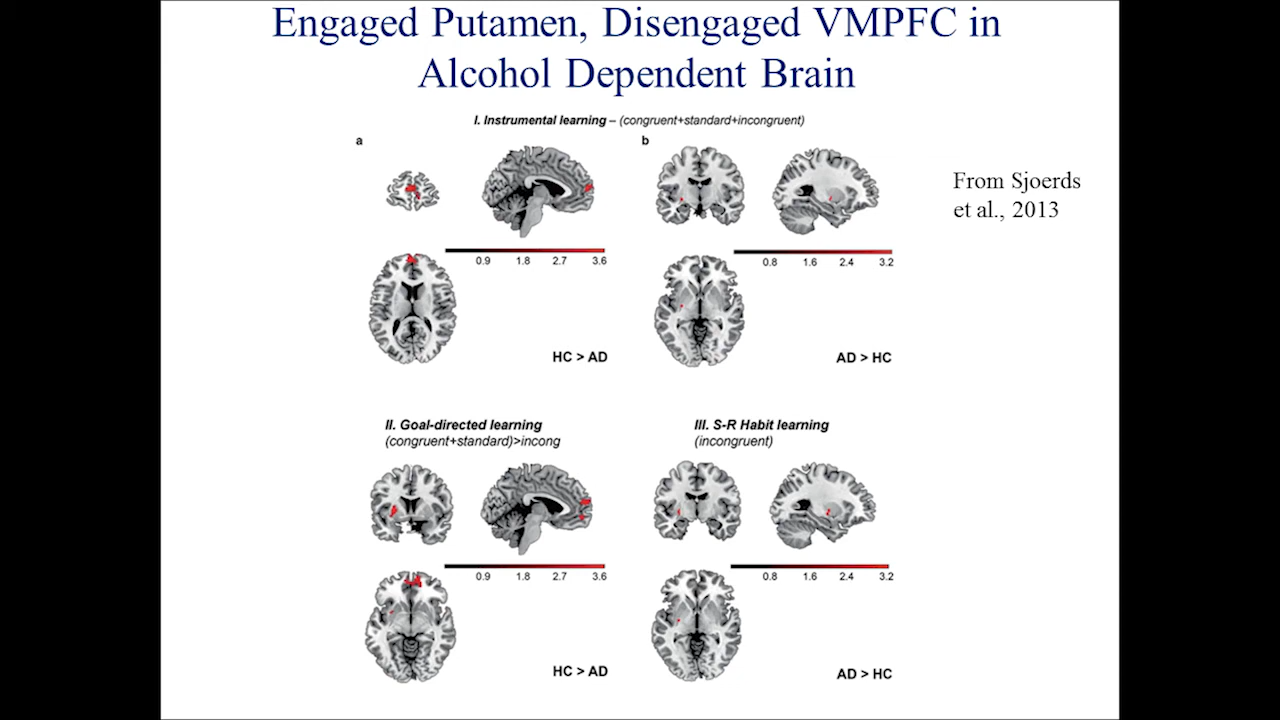 Engaged Putamen, Disengaged VMPFC in
Alcohol Dependent Brain
I. Instrumental learning – (congruent+standard+incongruent)
a
b
From Sjoerds
et al., 2013
0.9 1.8 2.7 3.6
0.8 1.6 2.4 3.2
HC > AD
AD > HC
II. Goal-directed learning
(congruent+standard)>incong
III. S-R Habit learning
(incongruent)
0.9 1.8 2.7 3.6
0.8 1.6 2.4 3.2
HC > AD
AD > HC